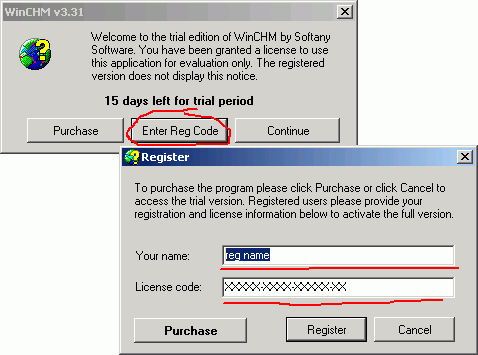 WinCHM v3.31
Welcome to the trial edition of WinCHM by Softany
Software. You have been granted a license to use
this application for evaluation only. The registered
version does not display this notice.
15 days left for trial period
Purchase Enter Reg Code Continue
Register
To purchase the program please click Purchase or click Cancel to
access the trial version. Registered users please provide your
registration and license information below to activate the full version.
Your name: reg name
License code: XXXXX-XXXX-XXXXX-XX
Purchase Register Cancel